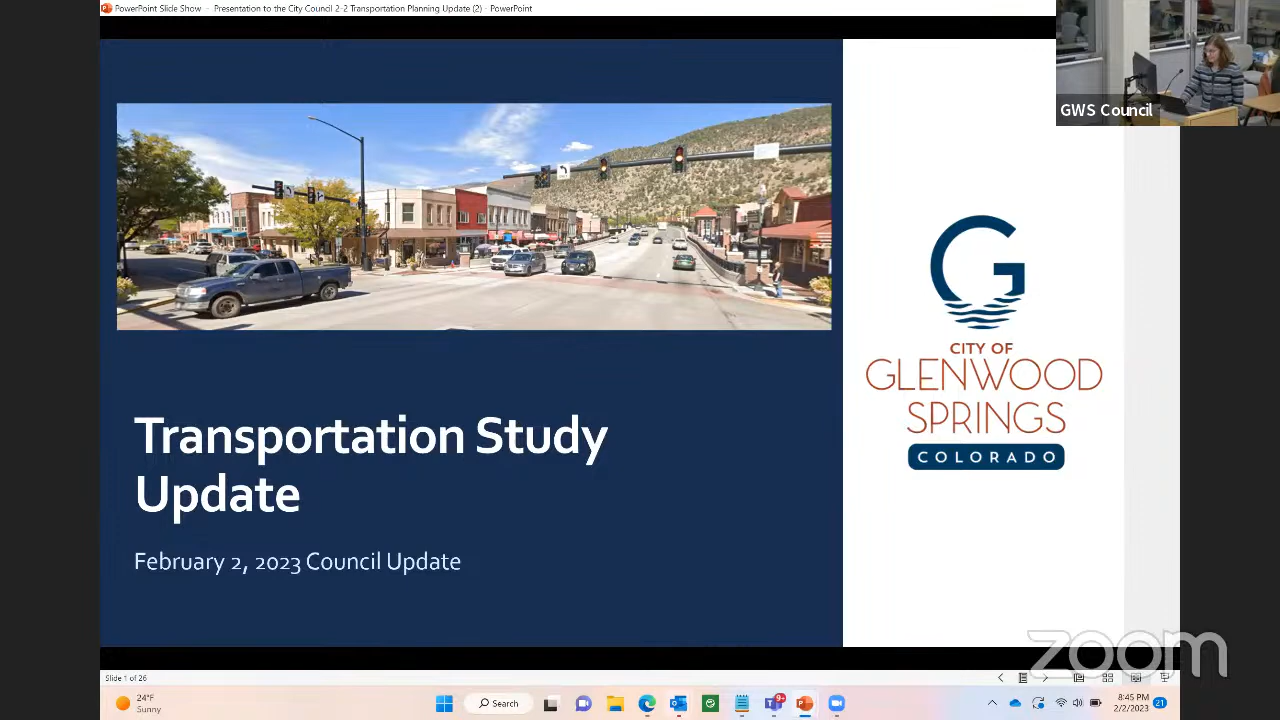 PowerPoint Slide Show - Presentation to the City Council 2-2 Transportation Planning Update (2) - PowerPoint
GWS Council
CITY OF
GLENWOOD
SPRINGS
COLORADO
Transportation Study
Update
February 2, 2023 Council Update
zoom
Slide 1 of 26
24°F
Sunny
Search
9+
8:45 PM
2/2/2023
21